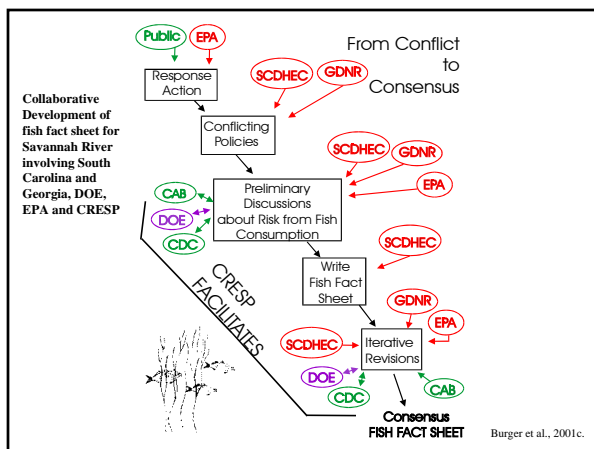 From Conflict
to
Consensus
Public
EPA
Response
Action
SCDHEC
GDNR
Collaborative
Development of
fish fact sheet for
Savannah River
involving South
Carolina and
Georgia, DOE,
EPA and CRESP
Conflicting
Policies
SCDHEC
GDNR
EPA
CAB
DOE
CDC
Preliminary
Discussions
about Risk from Fish
Consumption
SCDHEC
Write
Fish Fact
Sheet
CRESP
FACILITATES
GDNR
EPA
SCDHEC
Iterative
Revisions
DOE
CDC
CAB
Consensus
FISH FACT SHEET
Burger et al., 2001c.